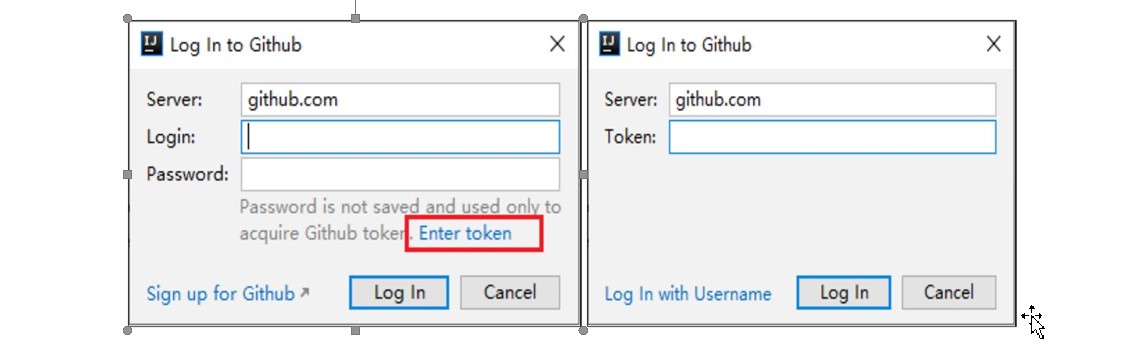 Log In to Github
Server: github.com
Login:
Password:
Password is not saved and used only to
acquire Github token. Enter token
Sign up for Github
Log In
Cancel
Log In to Github
Server: github.com
Token:
Log In with Username
Log In
Cancel